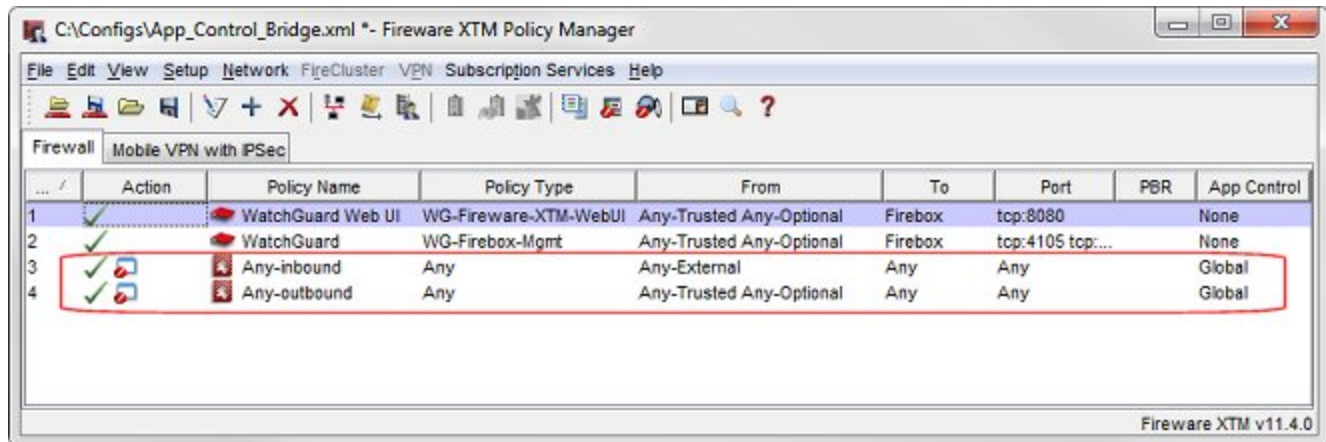 C:\Configs\App_Control_Bridge.xml *- Fireware XTM Policy Manager
File Edit View Setup Network FireCluster VPN Subscription Services Help
Firewall Mobile VPN with IPSec
... / Action Policy Name Policy Type From To Port PBR App Control
1 WatchGuard Web UI WG-Fireware-XTM-WebUI Any-Trusted Any-Optional Firebox tcp:8080 None
2 WatchGuard WG-Firebox-Mgmt Any-Trusted Any-Optional Firebox tcp:4105 tcp:... None
3 Any-inbound Any Any-External Any Any Global
4 Any-outbound Any Any-Trusted Any-Optional Any Any Global
Fireware XTM v11.4.0